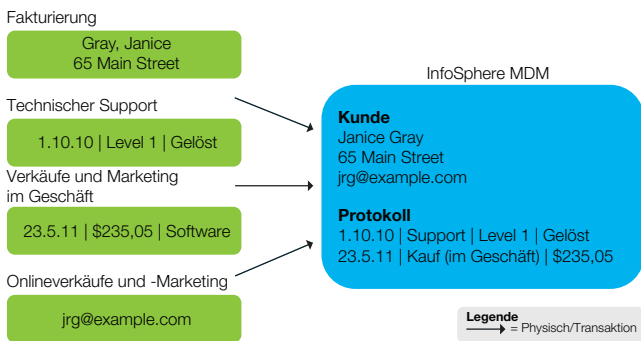 Fakturierung
Gray, Janice
65 Main Street
Technischer Support
1.10.10 | Level 1 | Gelöst
Verkäufe und Marketing
im Geschäft
23.5.11 | $235,05 | Software
Onlineverkäufe und -Marketing
jrg@example.com
InfoSphere MDM
Kunde
Janice Gray
65 Main Street
jrg@example.com
Protokoll
1.10.10 | Support | Level 1 | Gelöst
23.5.11 | Kauf (im Geschäft) | $235,05
Legende
= Physisch/Transaktion